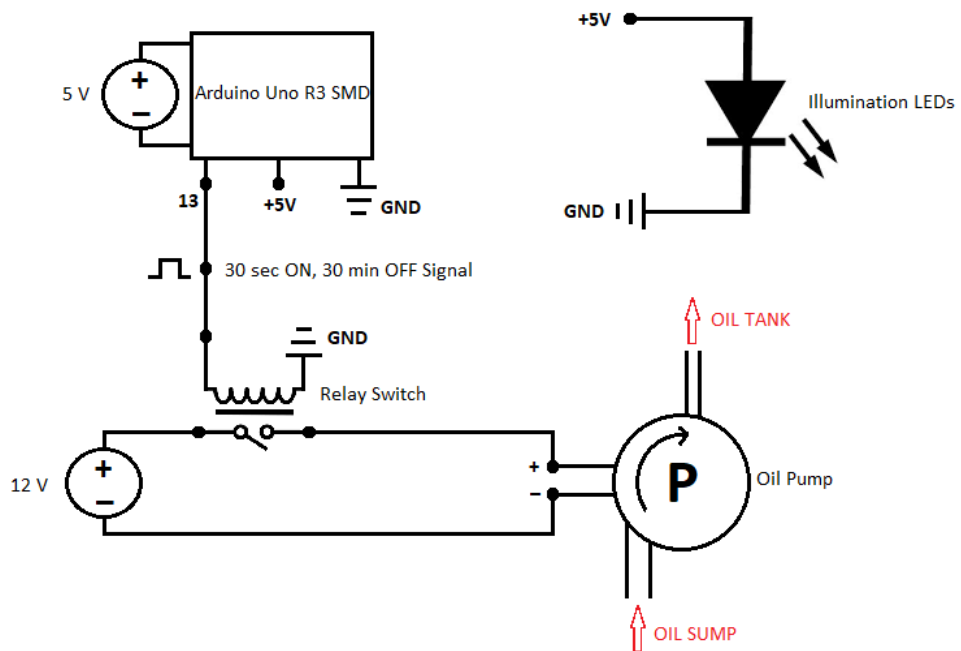 +5V
5 V
+
−
Arduino Uno R3 SMD
Illumination LEDs
13
+5V
GND
GND
30 sec ON, 30 min OFF Signal
OIL TANK
GND
Relay Switch
12 V
+
−
+
−
P
Oil Pump
OIL SUMP